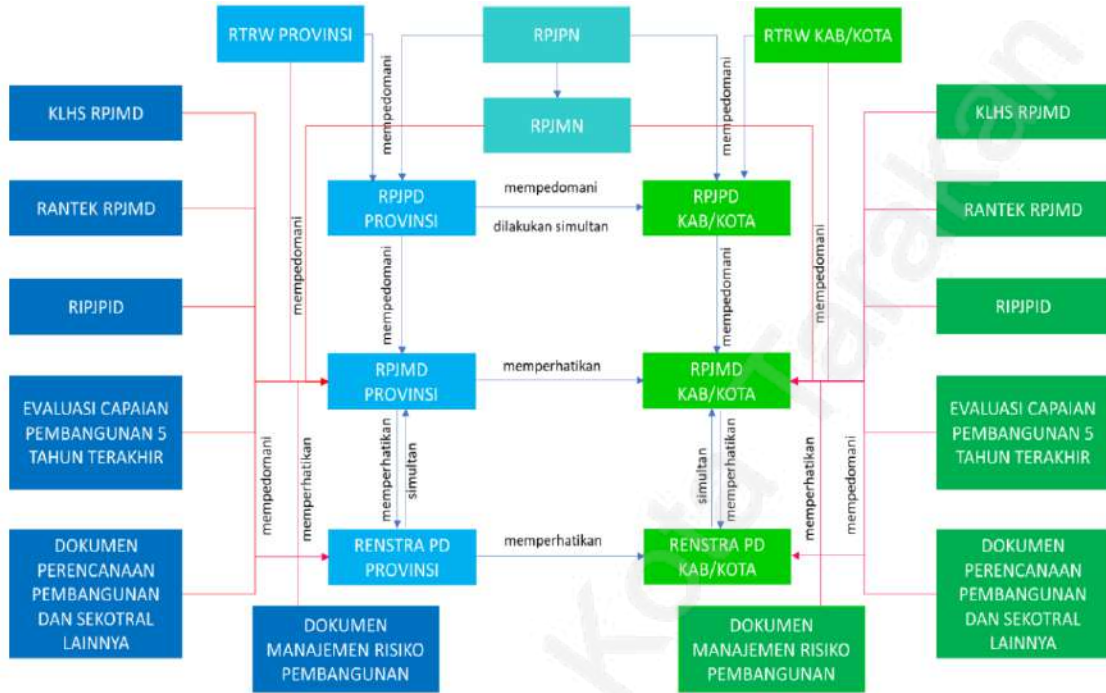 RTRW PROVINSI
RPJPN
RTRW KAB/KOTA
mempedomani
mempedomani
KLHS RPJMD
RPJMN
KLHS RPJMD
RANTEK RPJMD
RPJPD
PROVINSI
mempedomani
dilakukan simultan
RPJPD
KAB/KOTA
RANTEK RPJMD
mempedomani
mempedomani
mempedomani
mempedomani
RIPJPID
RIPJPID
RPJMD
PROVINSI
memperhatikan
RPJMD
KAB/KOTA
EVALUASI CAPAIAN
PEMBANGUNAN 5
TAHUN TERAKHIR
EVALUASI CAPAIAN
PEMBANGUNAN 5
TAHUN TERAKHIR
mempedomani
memperhatikan
memperhatikan
simultan
simultan
memperhatikan
memperhatikan
mempedomani
RENSTRA PD
PROVINSI
memperhatikan
RENSTRA PD
KAB/KOTA
DOKUMEN
PERENCANAAN
PEMBANGUNAN
DAN SEKOTRAL
LAINNYA
DOKUMEN
PERENCANAAN
PEMBANGUNAN
DAN SEKOTRAL
LAINNYA
DOKUMEN
MANAJEMEN RISIKO
PEMBANGUNAN
DOKUMEN
MANAJEMEN RISIKO
PEMBANGUNAN
Kota Tarakan